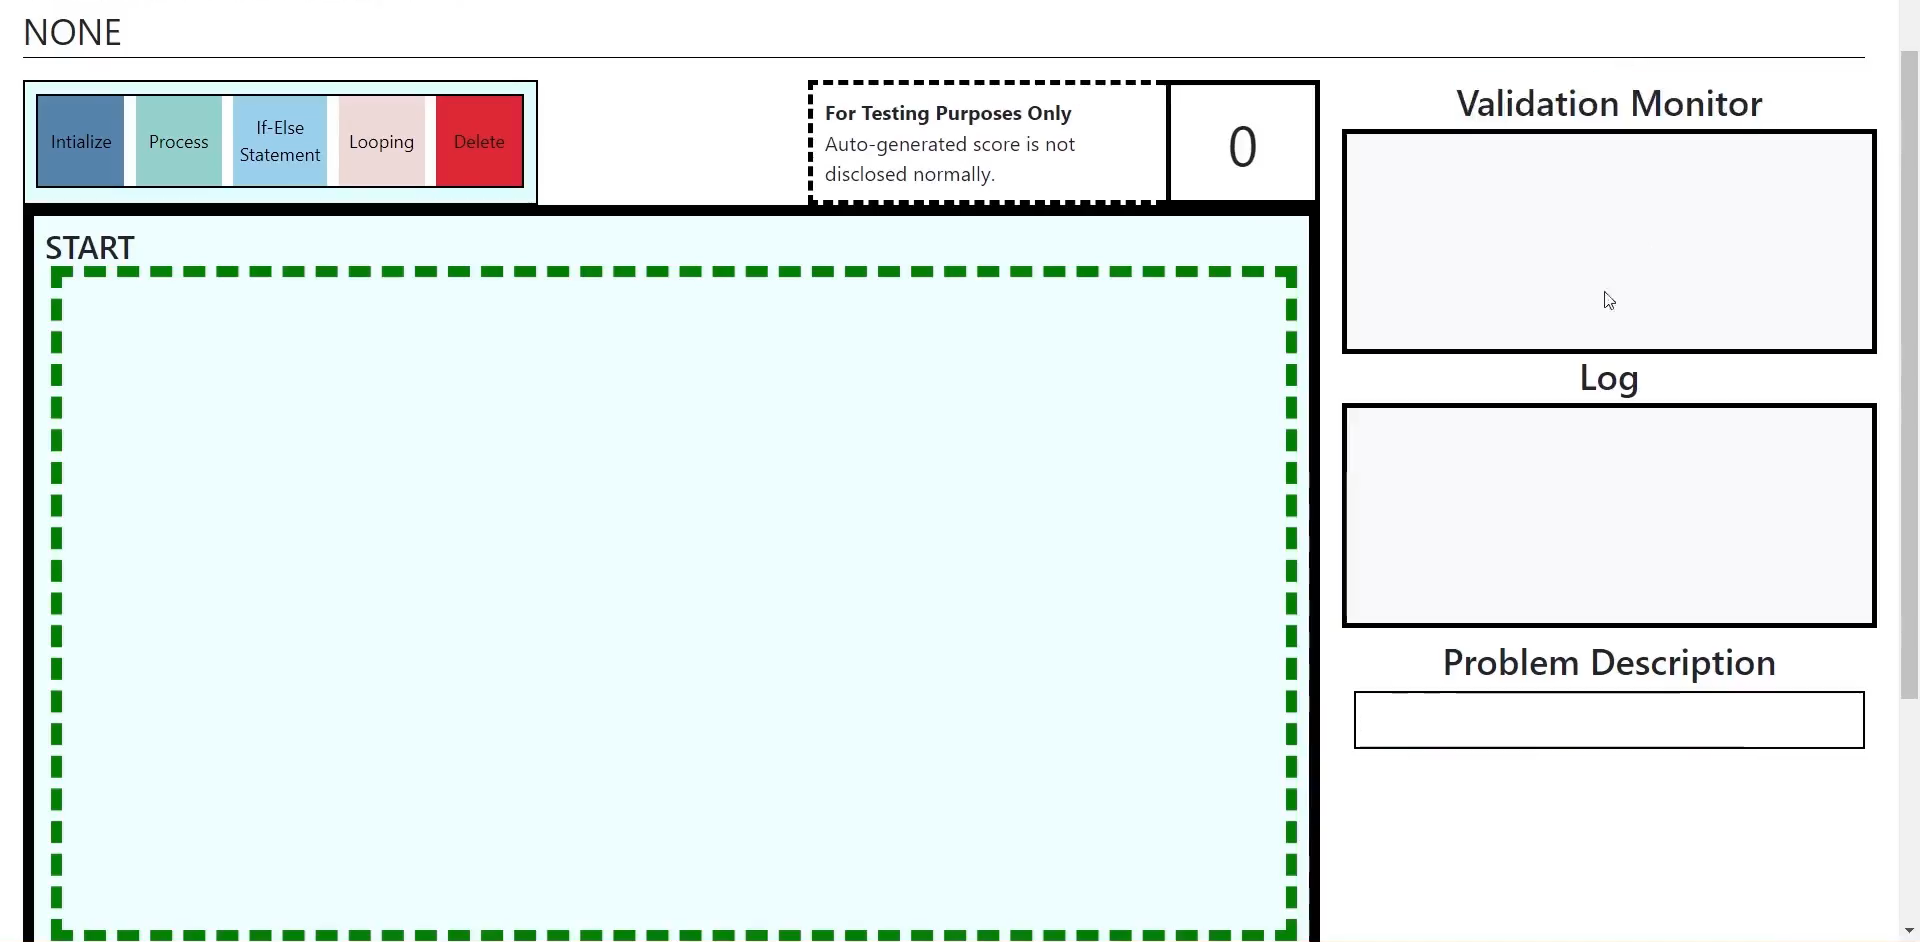 NONE
Intialize
Process
If-Else
Statement
Looping
Delete
For Testing Purposes Only
Auto-generated score is not
disclosed normally.
0
START
Validation Monitor
Log
Problem Description